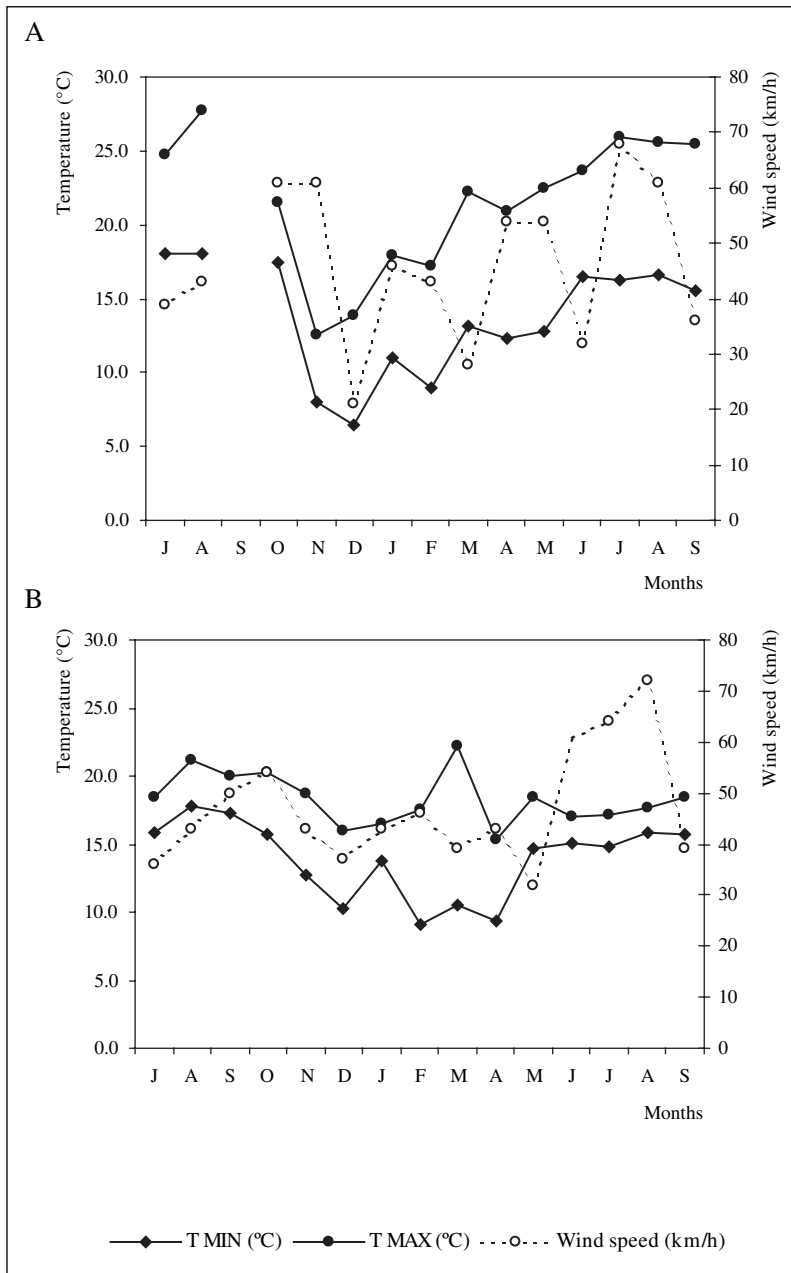 A
Temperature (°C)
Wind speed (km/h)
30.0
25.0
20.0
15.0
10.0
5.0
0.0
80
70
60
50
40
30
20
10
0
J A S O N D J F M A M J J A S
Months
B
Temperature (°C)
Wind speed (km/h)
30.0
25.0
20.0
15.0
10.0
5.0
0.0
80
70
60
50
40
30
20
10
0
J A S O N D J F M A M J J A S
Months
T MIN (ºC) T MAX (ºC) Wind speed (km/h)